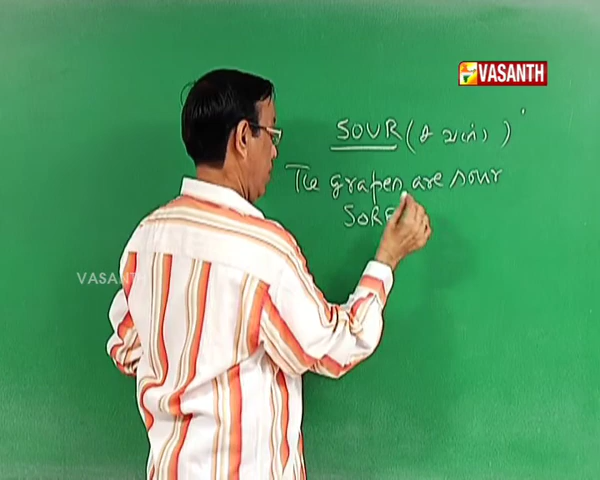 VASANTH
SOUR
The grapes are sour
SORE
VASANTH